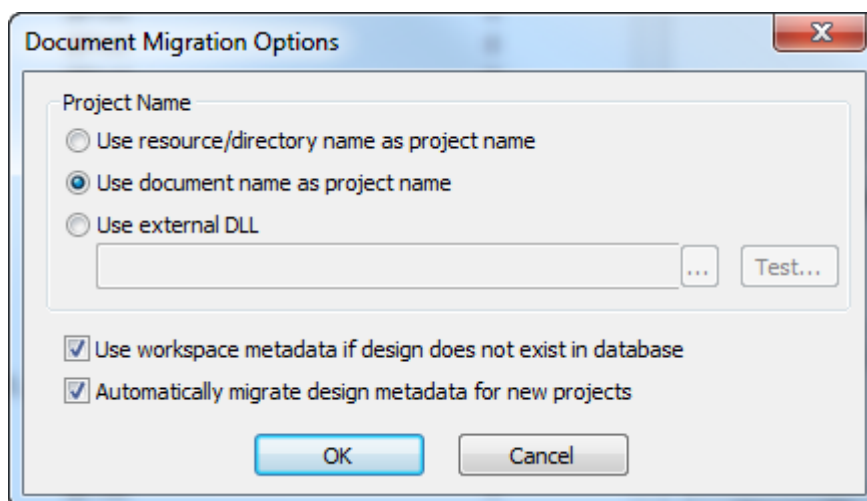 Document Migration Options
Project Name
Use resource/directory name as project name
Use document name as project name
Use external DLL
...
Test...
Use workspace metadata if design does not exist in database
Automatically migrate design metadata for new projects
OK
Cancel